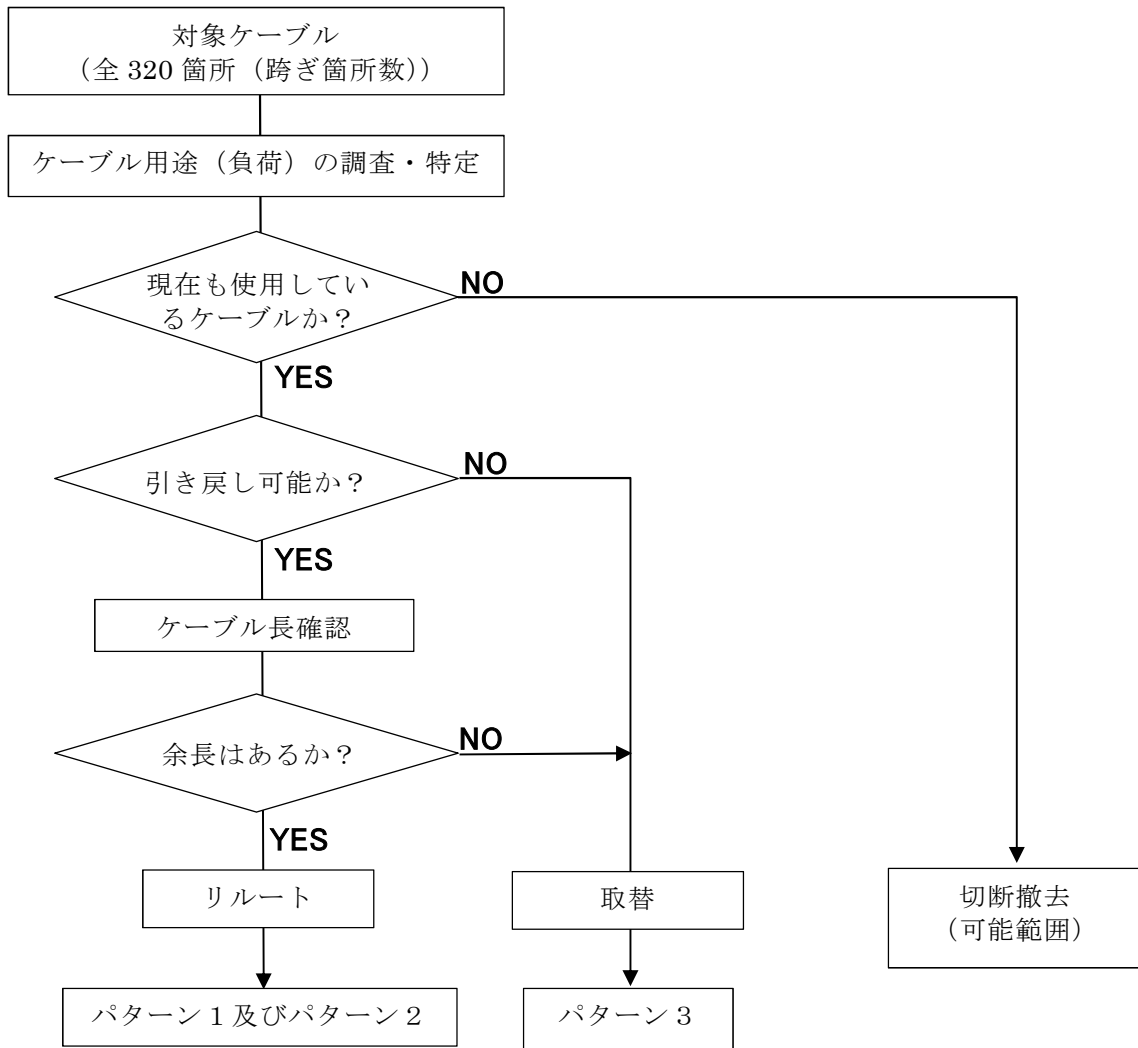 対象ケーブル
（全 320 箇所（跨ぎ箇所数））
ケーブル用途（負荷）の調査・特定
現在も使用してい
るケーブルか？
NO
YES
引き戻し可能か？
NO
YES
ケーブル長確認
余長はあるか？
NO
YES
リルート
取替
切断撤去
（可能範囲）
パターン１及びパターン２
パターン３